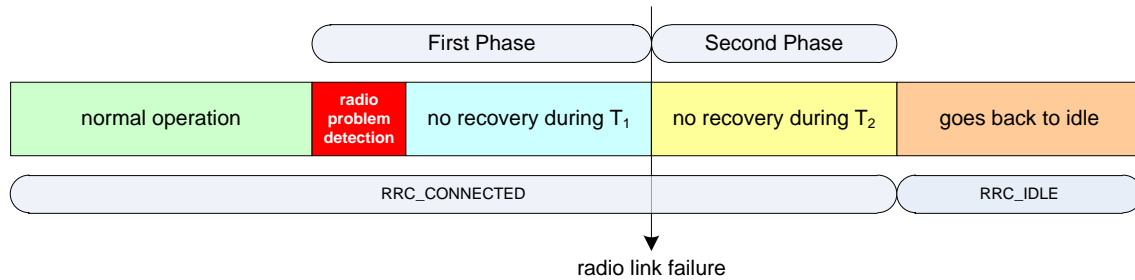 First Phase Second Phase
normal operation
radio
problem
detection
no recovery during T₁
no recovery during T₂
goes back to idle
RRC_CONNECTED RRC_IDLE
radio link failure